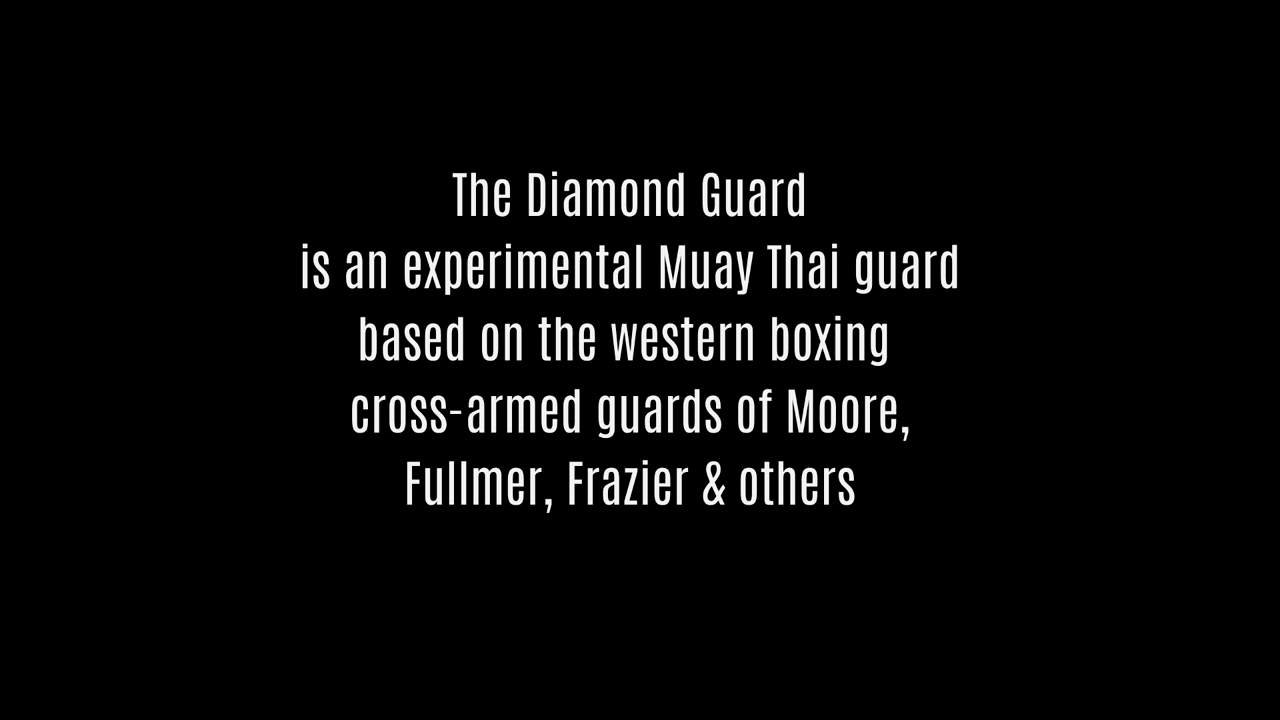 The Diamond Guard
is an experimental Muay Thai guard
based on the western boxing
cross-armed guards of Moore,
Fullmer, Frazier & others